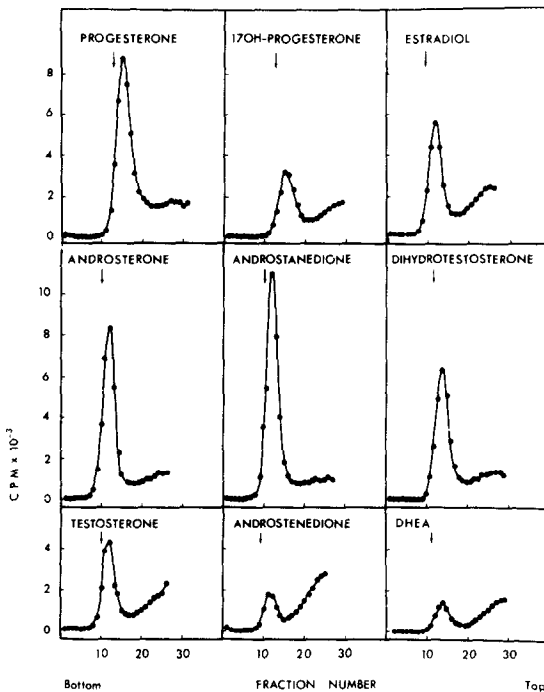 PROGESTERONE 17OH-PROGESTERONE ESTRADIOL
8
6
4
2
0
ANDROSTERONE ANDROSTANEDIONE DIHYDROTESTOSTERONE
10
8
6
4
2
0
CPM x 10⁻³
TESTOSTERONE ANDROSTENEDIONE DHEA
4
2
0
10 20 30 10 20 30 10 20 30
Bottom FRACTION NUMBER Top